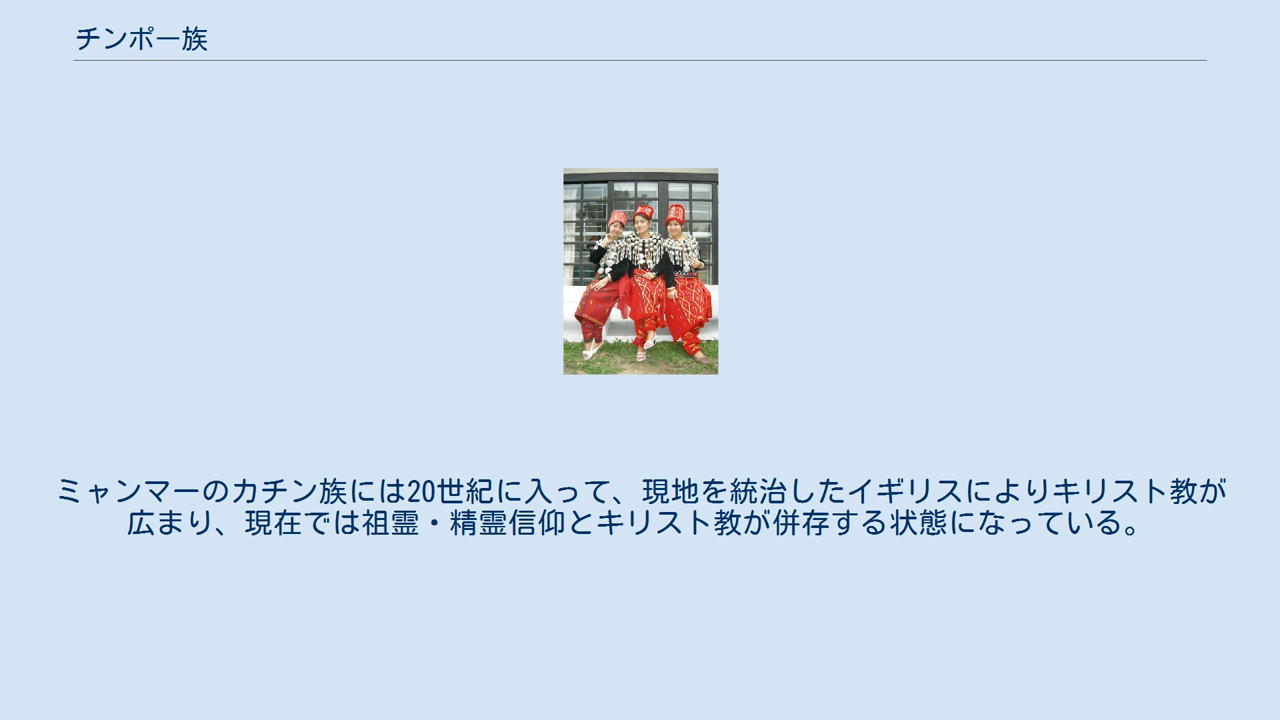 チンポー族
ミャンマーのカチン族には20世紀に入って、現地を統治したイギリスによりキリスト教が
広まり、現在では祖霊・精霊信仰とキリスト教が併存する状態になっている。